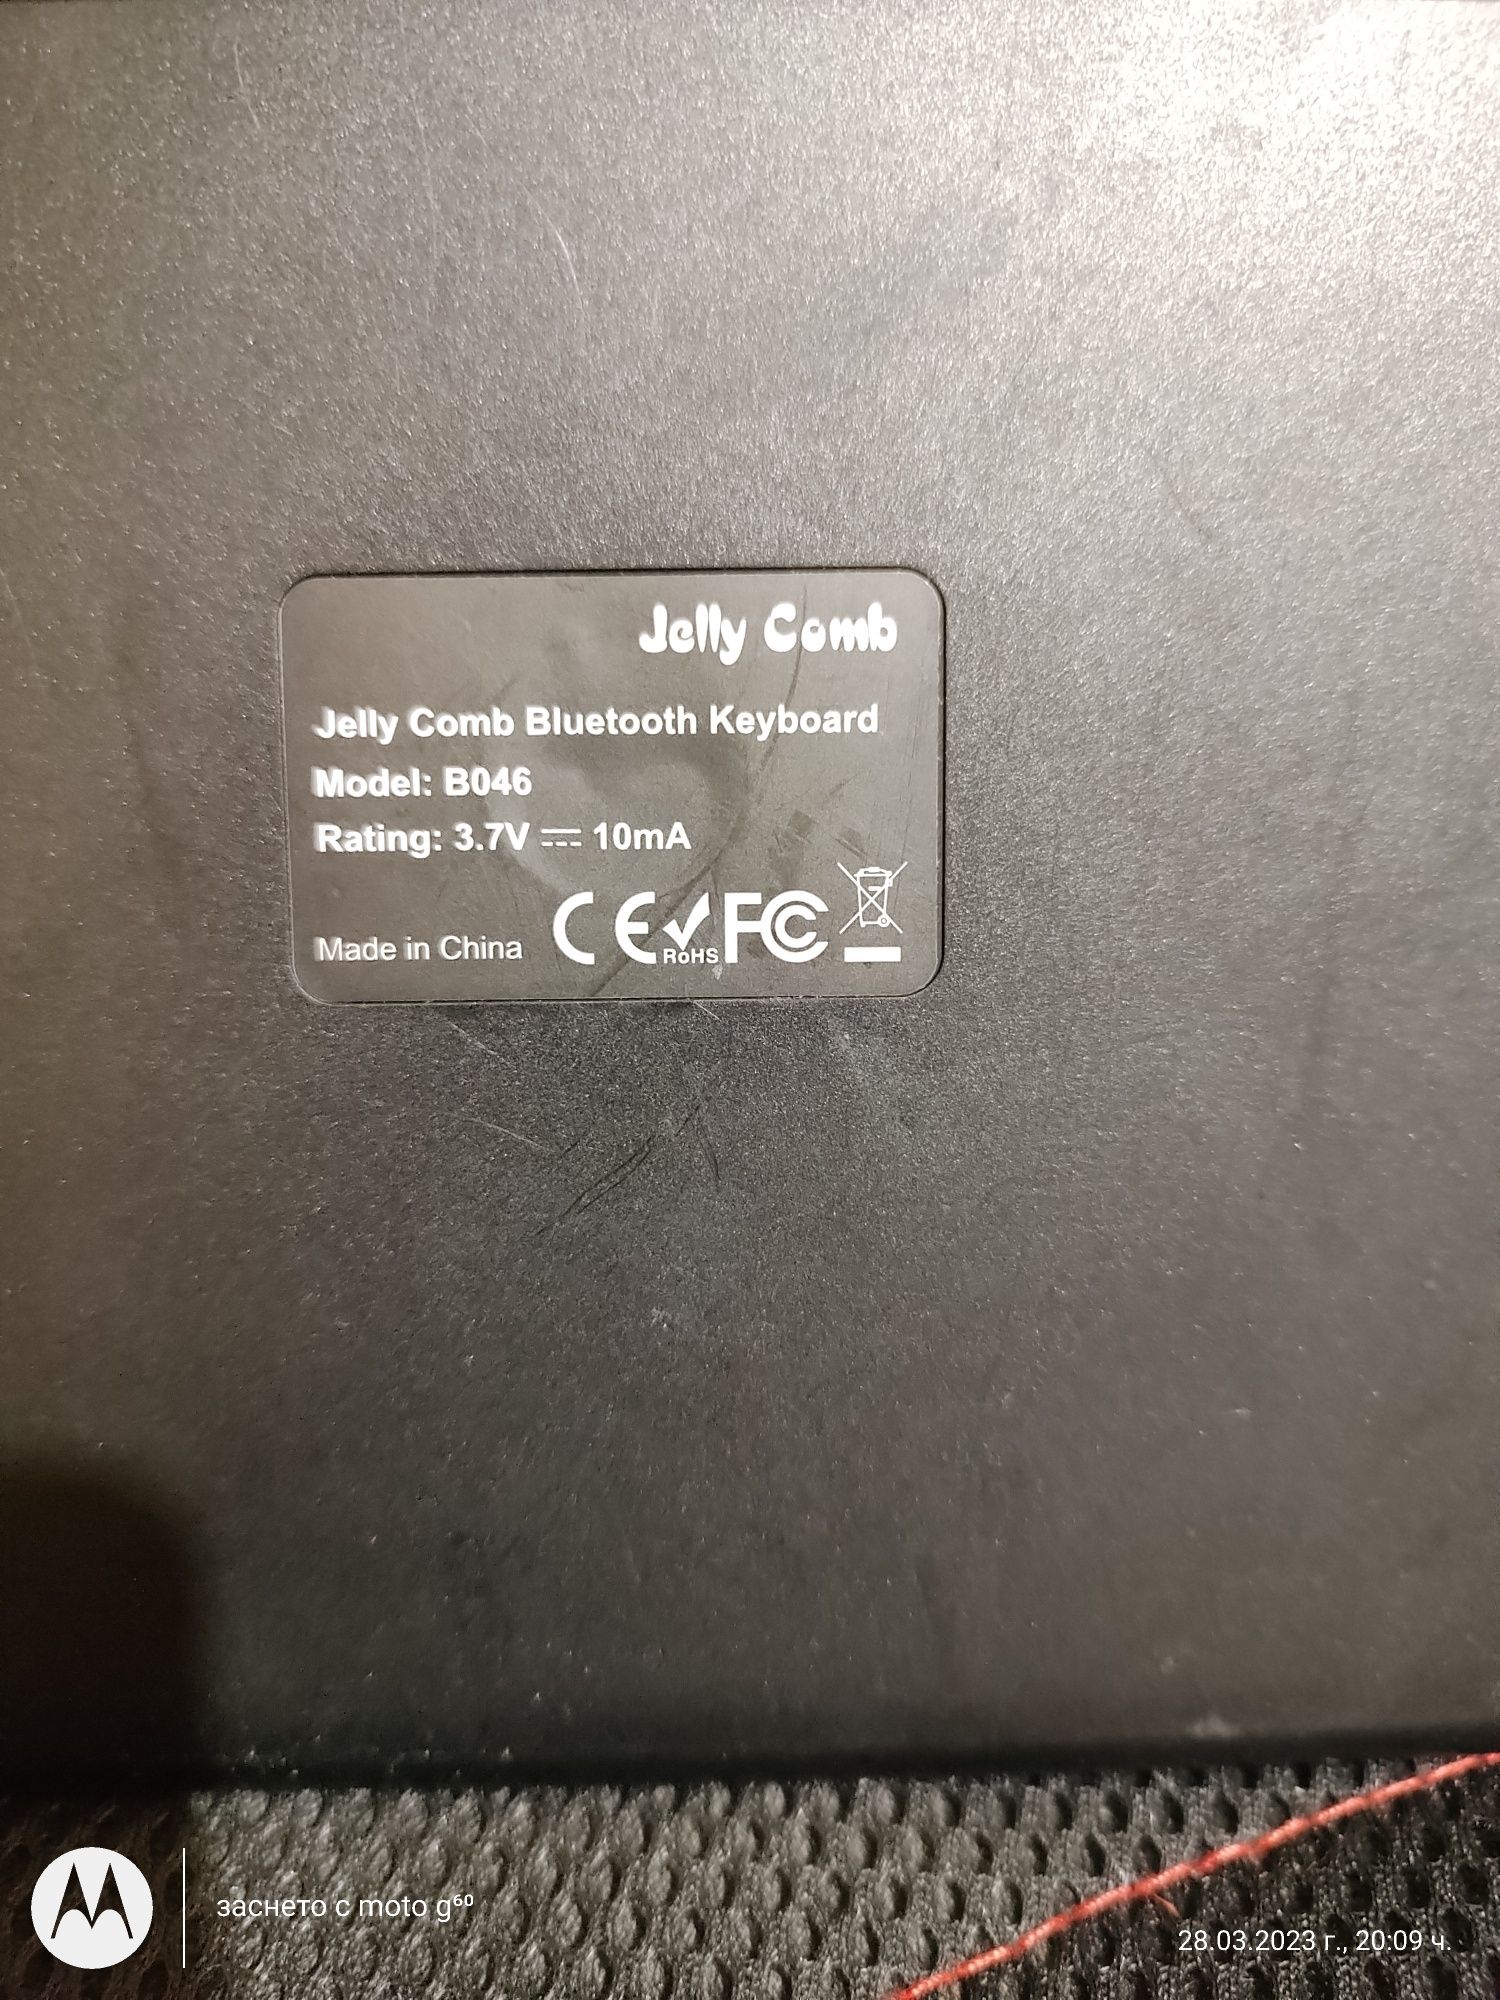 Jelly Comb
Jelly Comb Bluetooth Keyboard
Model: B046
Rating: 3.7V ⎓ 10mA
Made in China CE RoHS FC
заснето с moto g⁶⁰
28.03.2023 г., 20:09 ч.